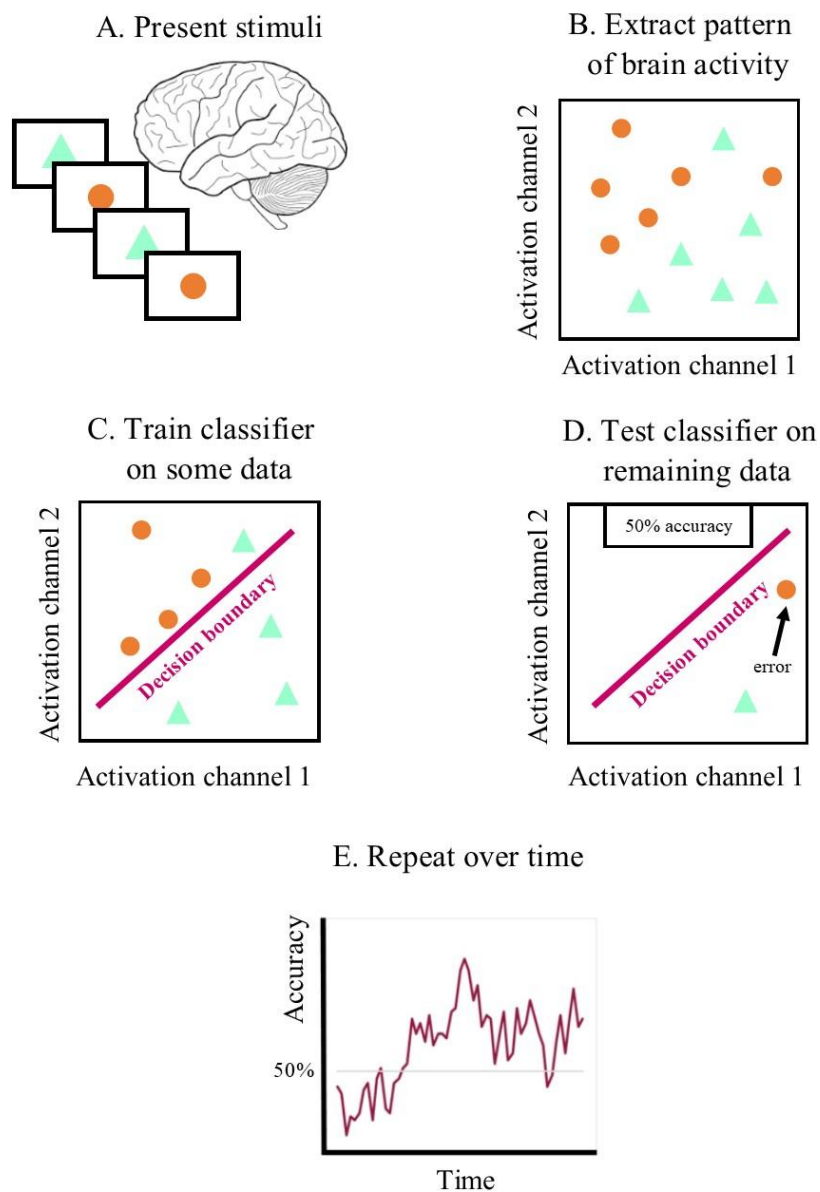 A. Present stimuli
B. Extract pattern
of brain activity
Activation channel 2
Activation channel 1
C. Train classifier
on some data
Activation channel 2
Decision boundary
Activation channel 1
D. Test classifier on
remaining data
Activation channel 2
50% accuracy
Decision boundary
error
Activation channel 1
E. Repeat over time
Accuracy
50%
Time